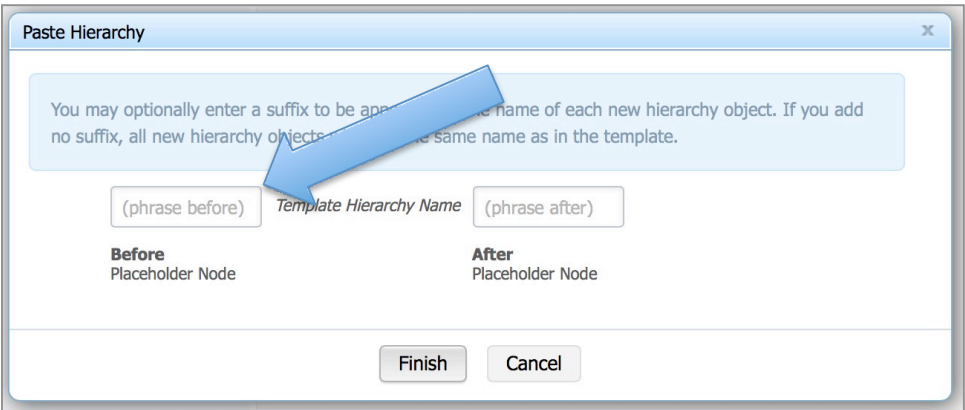 Paste Hierarchy x
You may optionally enter a suffix to be app name of each new hierarchy object. If you add
no suffix, all new hierarchy objects same name as in the template.
(phrase before) Template Hierarchy Name (phrase after)
Before After
Placeholder Node Placeholder Node
Finish Cancel